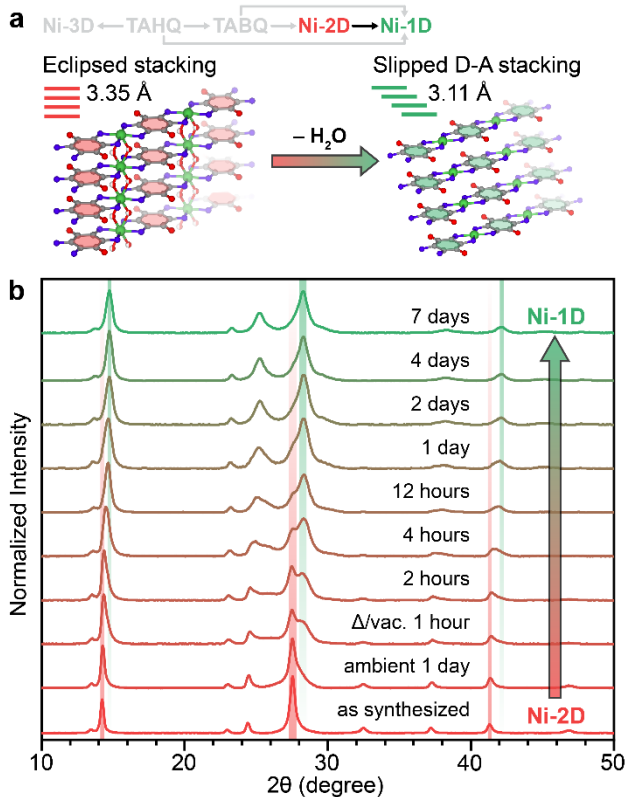 a
Ni-3D TAHQ TABQ Ni-2D Ni-1D
Eclipsed stacking
3.35 Å
– H₂O
Slipped D-A stacking
3.11 Å
b
Normalized Intensity
7 days
Ni-1D
4 days
2 days
1 day
12 hours
4 hours
2 hours
Δ/vac. 1 hour
ambient 1 day
as synthesized
Ni-2D
10 20 30 40 50
2θ (degree)